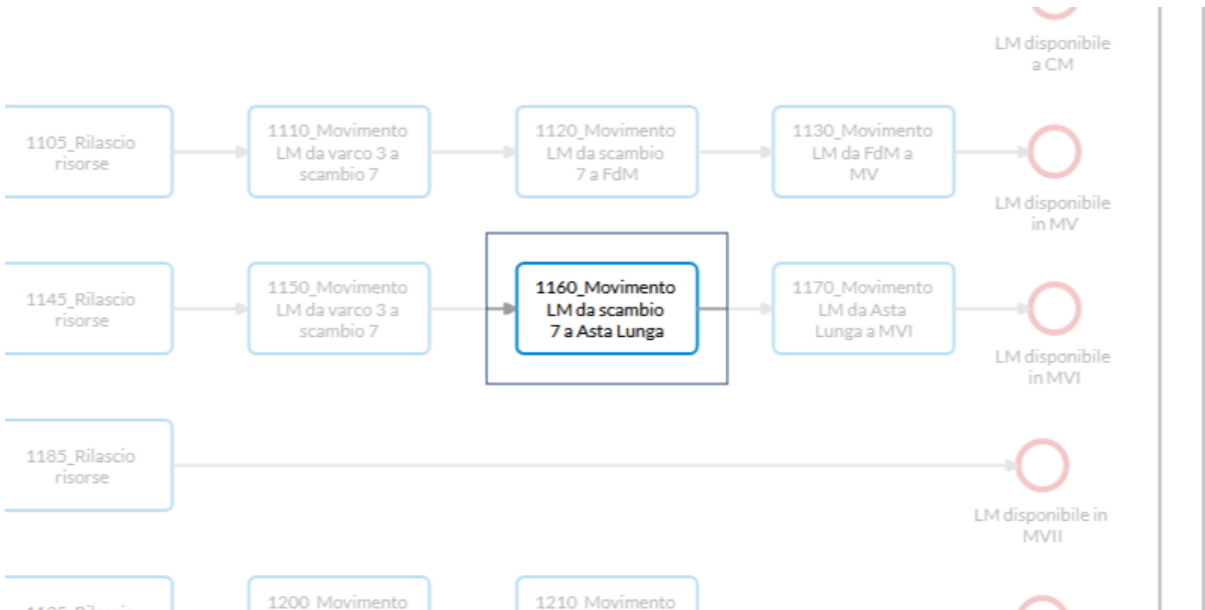 LM disponibile
a CM
1105_Rilascio
risorse
1110_Movimento
LM da varco 3 a
scambio 7
1120_Movimento
LM da scambio
7 a FdM
1130_Movimento
LM da FdM a
MV
LM disponibile
in MV
1145_Rilascio
risorse
1150_Movimento
LM da varco 3 a
scambio 7
1160_Movimento
LM da scambio
7 a Asta Lunga
1170_Movimento
LM da Asta
Lunga a MVI
LM disponibile
in MVI
1185_Rilascio
risorse
LM disponibile in
MVII
1200_Movimento
1210_Movimento